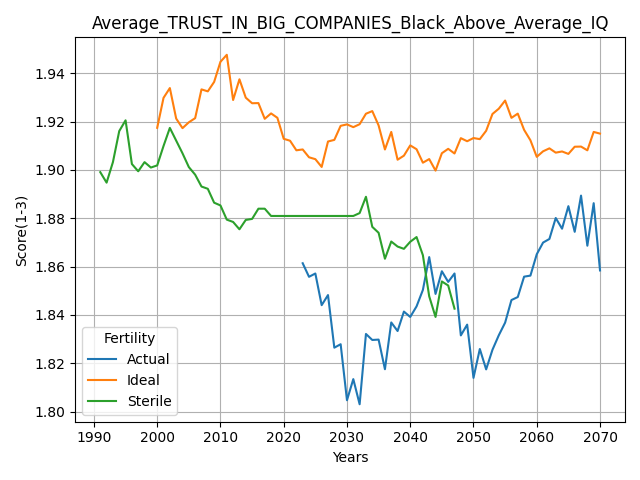 Average_TRUST_IN_BIG_COMPANIES_Black_Above_Average_IQ
Score(1-3)
1.94
1.92
1.90
1.88
1.86
1.84
1.82
1.80
Fertility
Actual
Ideal
Sterile
1990 2000 2010 2020 2030 2040 2050 2060 2070
Years